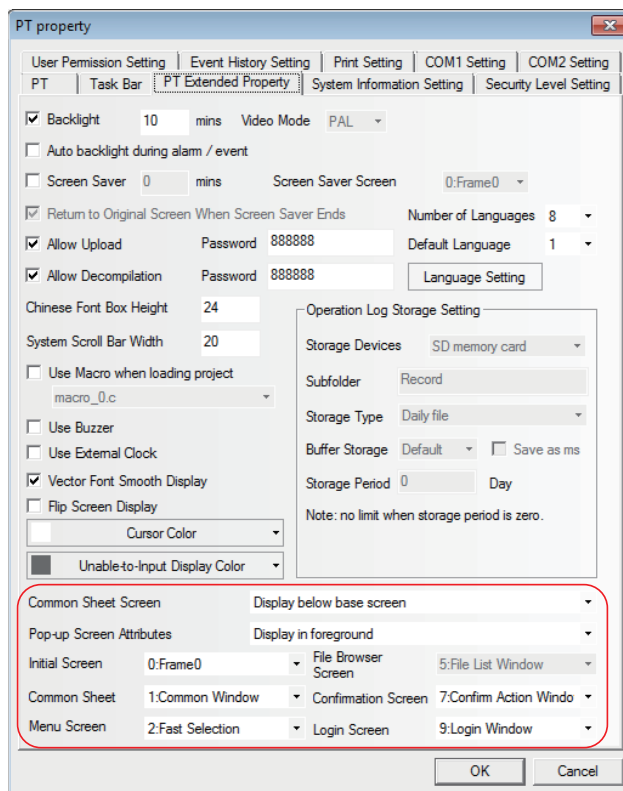 PT property
User Permission Setting Event History Setting Print Setting COM1 Setting COM2 Setting
PT Task Bar PT Extended Property System Information Setting Security Level Setting
Backlight 10 mins Video Mode PAL
Auto backlight during alarm / event
Screen Saver 0 mins Screen Saver Screen 0:Frame0
Return to Original Screen When Screen Saver Ends Number of Languages 8
Allow Upload Password 888888 Default Language 1
Allow Decompilation Password 888888 Language Setting
Chinese Font Box Height 24 Operation Log Storage Setting
System Scroll Bar Width 20 Storage Devices SD memory card
Use Macro when loading project Subfolder Record
macro_0.c Storage Type Daily file
Use Buzzer
Use External Clock Buffer Storage Default Save as ms
Vector Font Smooth Display Storage Period 0 Day
Flip Screen Display Note: no limit when storage period is zero.
Cursor Color
Unable-to-Input Display Color
Common Sheet Screen Display below base screen
Pop-up Screen Attributes Display in foreground
Initial Screen 0:Frame0 File Browser Screen 5:File List Window
Common Sheet 1:Common Window Confirmation Screen 7:Confirm Action Windo
Menu Screen 2:Fast Selection Login Screen 9:Login Window
OK Cancel